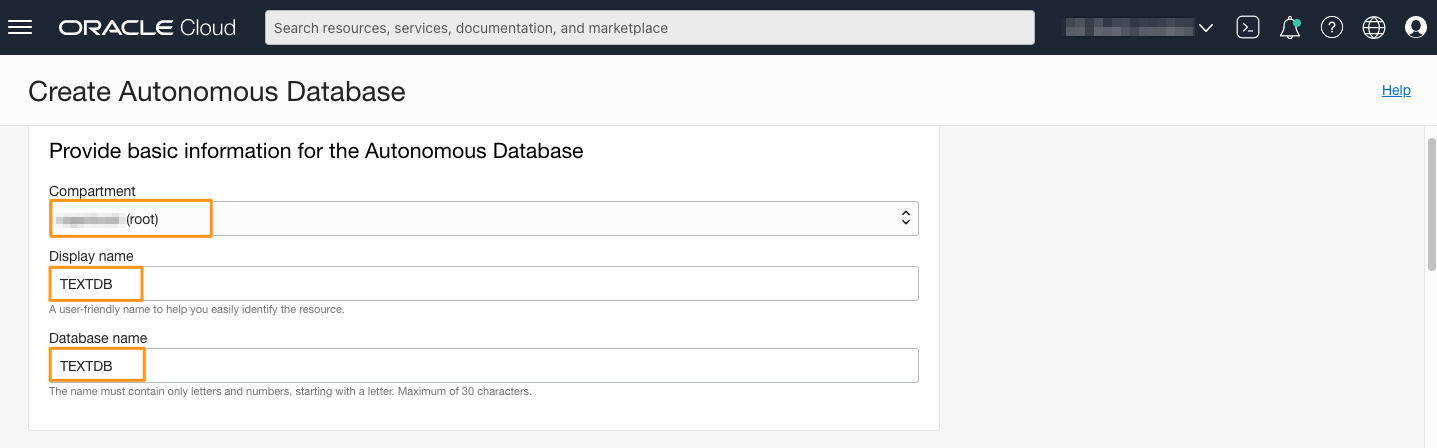 ORACLE Cloud
Search resources, services, documentation, and marketplace
Create Autonomous Database
Help
Provide basic information for the Autonomous Database
Compartment
(root)
Display name
TEXTDB
A user-friendly name to help you easily identify the resource.
Database name
TEXTDB
The name must contain only letters and numbers, starting with a letter. Maximum of 30 characters.